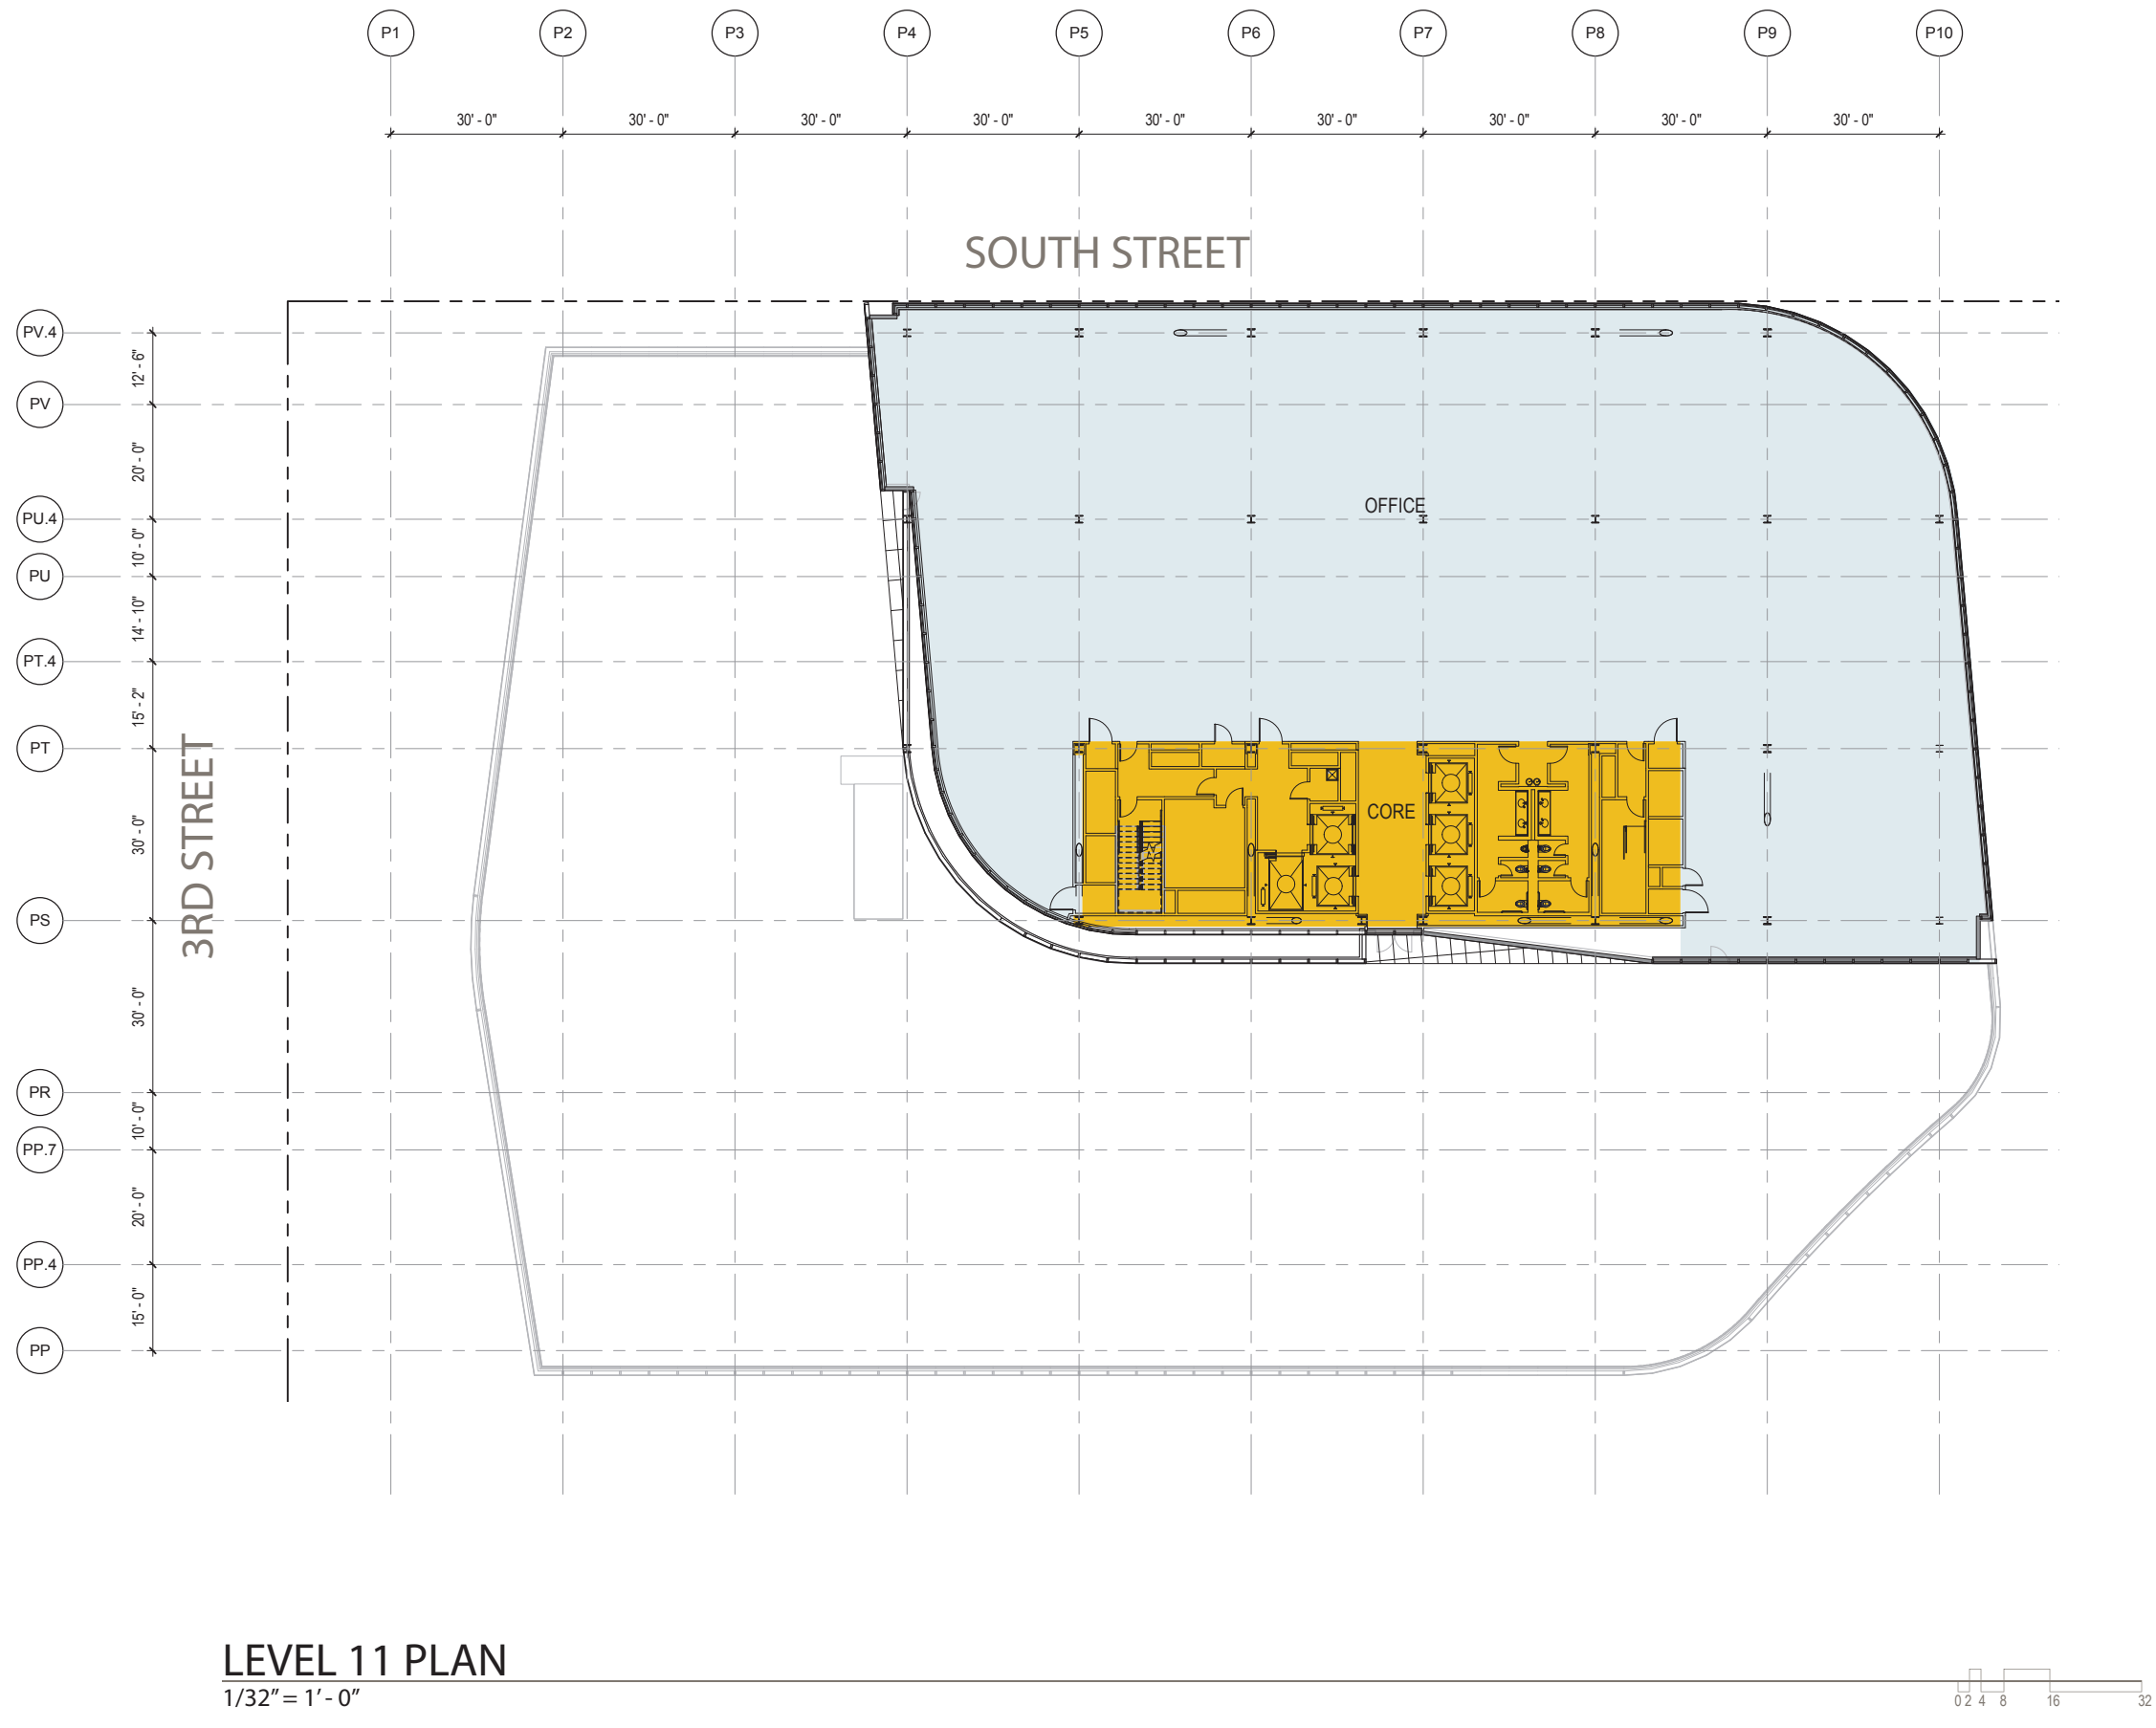 P1 P2 P3 P4 P5 P6 P7 P8 P9 P10
30' - 0" 30' - 0" 30' - 0" 30' - 0" 30' - 0" 30' - 0" 30' - 0" 30' - 0" 30' - 0"
SOUTH STREET
PV.4
12' - 6"
PV
20' - 0"
PU.4
OFFICE
10' - 0"
PU
14' - 10"
PT.4
15' - 2"
PT
3RD STREET
30' - 0"
CORE
PS
30' - 0"
PR
10' - 0"
PP.7
20' - 0"
PP.4
15' - 0"
PP
LEVEL 11 PLAN
1/32” = 1’ - 0”
0 2 4 8 16 32